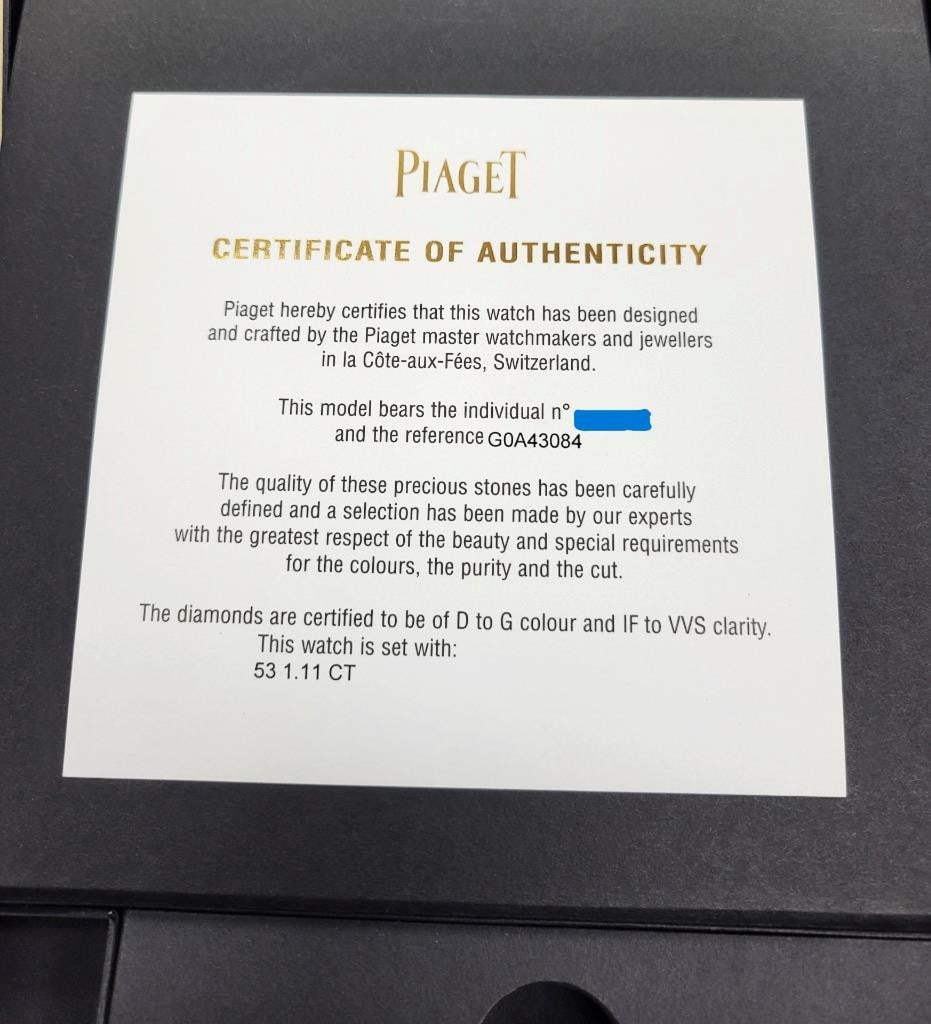 PIAGET
CERTIFICATE OF AUTHENTICITY
Piaget hereby certifies that this watch has been designed
and crafted by the Piaget master watchmakers and jewellers
in la Côte-aux-Fées, Switzerland.
This model bears the individual n°
and the reference G0A43084
The quality of these precious stones has been carefully
defined and a selection has been made by our experts
with the greatest respect of the beauty and special requirements
for the colours, the purity and the cut.
The diamonds are certified to be of D to G colour and IF to VVS clarity.
This watch is set with:
53 1.11 CT